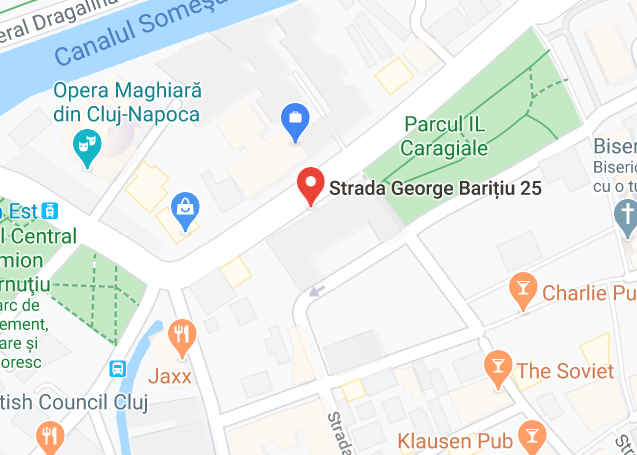 eral Dragalina
Canalul Someșu
Opera Maghiară
din Cluj-Napoca
Parcul IL
Caragiale
Biser
Biseric
cu o tu
Strada George Barițiu 25
a Est
l Central
mion
rnuțiu
arc de
ement,
are și
oresc
Charlie Pu
Jaxx
The Soviet
tish Council Cluj
Strada
Klausen Pub